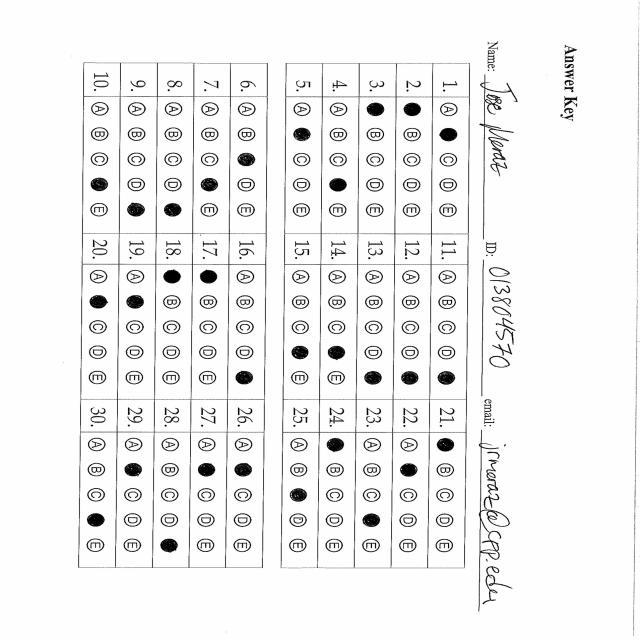 Answer Key
Name: Jose Meraz ID: 013804570 email: jrmeraz@cpp.edu
1. A C D E 11. A B C D 21. B C D E
2. B C D E 12. A B C D 22. A C D E
3. B C D E 13. A B C D 23. A B C E
4. A B C E 14. A B C E 24. B C D E
5. A C D E 15. A B C E 25. A B D E
6. A B D E 16. A B C D 26. A C D E
7. A B C E 17. B C D E 27. A C D E
8. A B C D 18. B C D E 28. A B C D
9. A B C D 19. A C D E 29. A C D E
10. A B C E 20. A C D E 30. A B C E